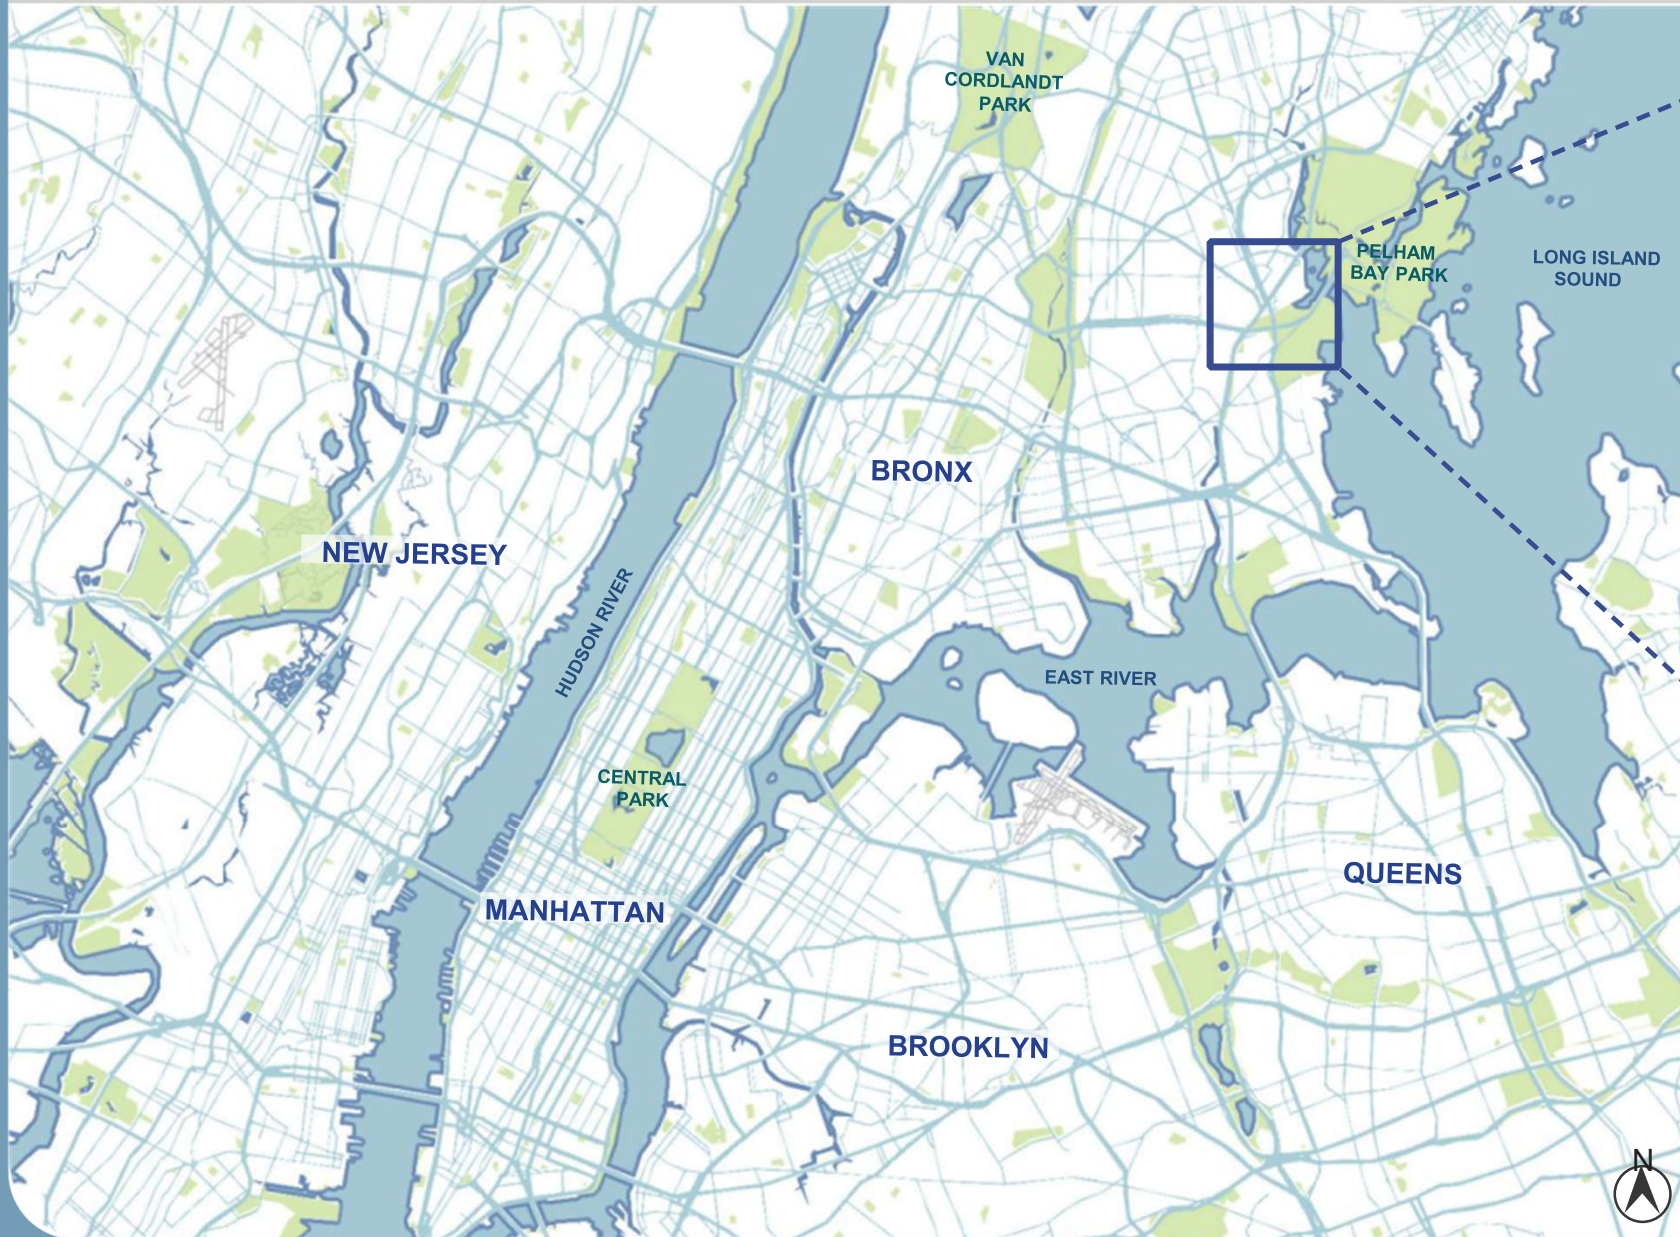 VAN
CORDLANDT
PARK
PELHAM
BAY PARK
LONG ISLAND
SOUND
BRONX
NEW JERSEY
HUDSON RIVER
EAST RIVER
CENTRAL
PARK
QUEENS
MANHATTAN
BROOKLYN
N